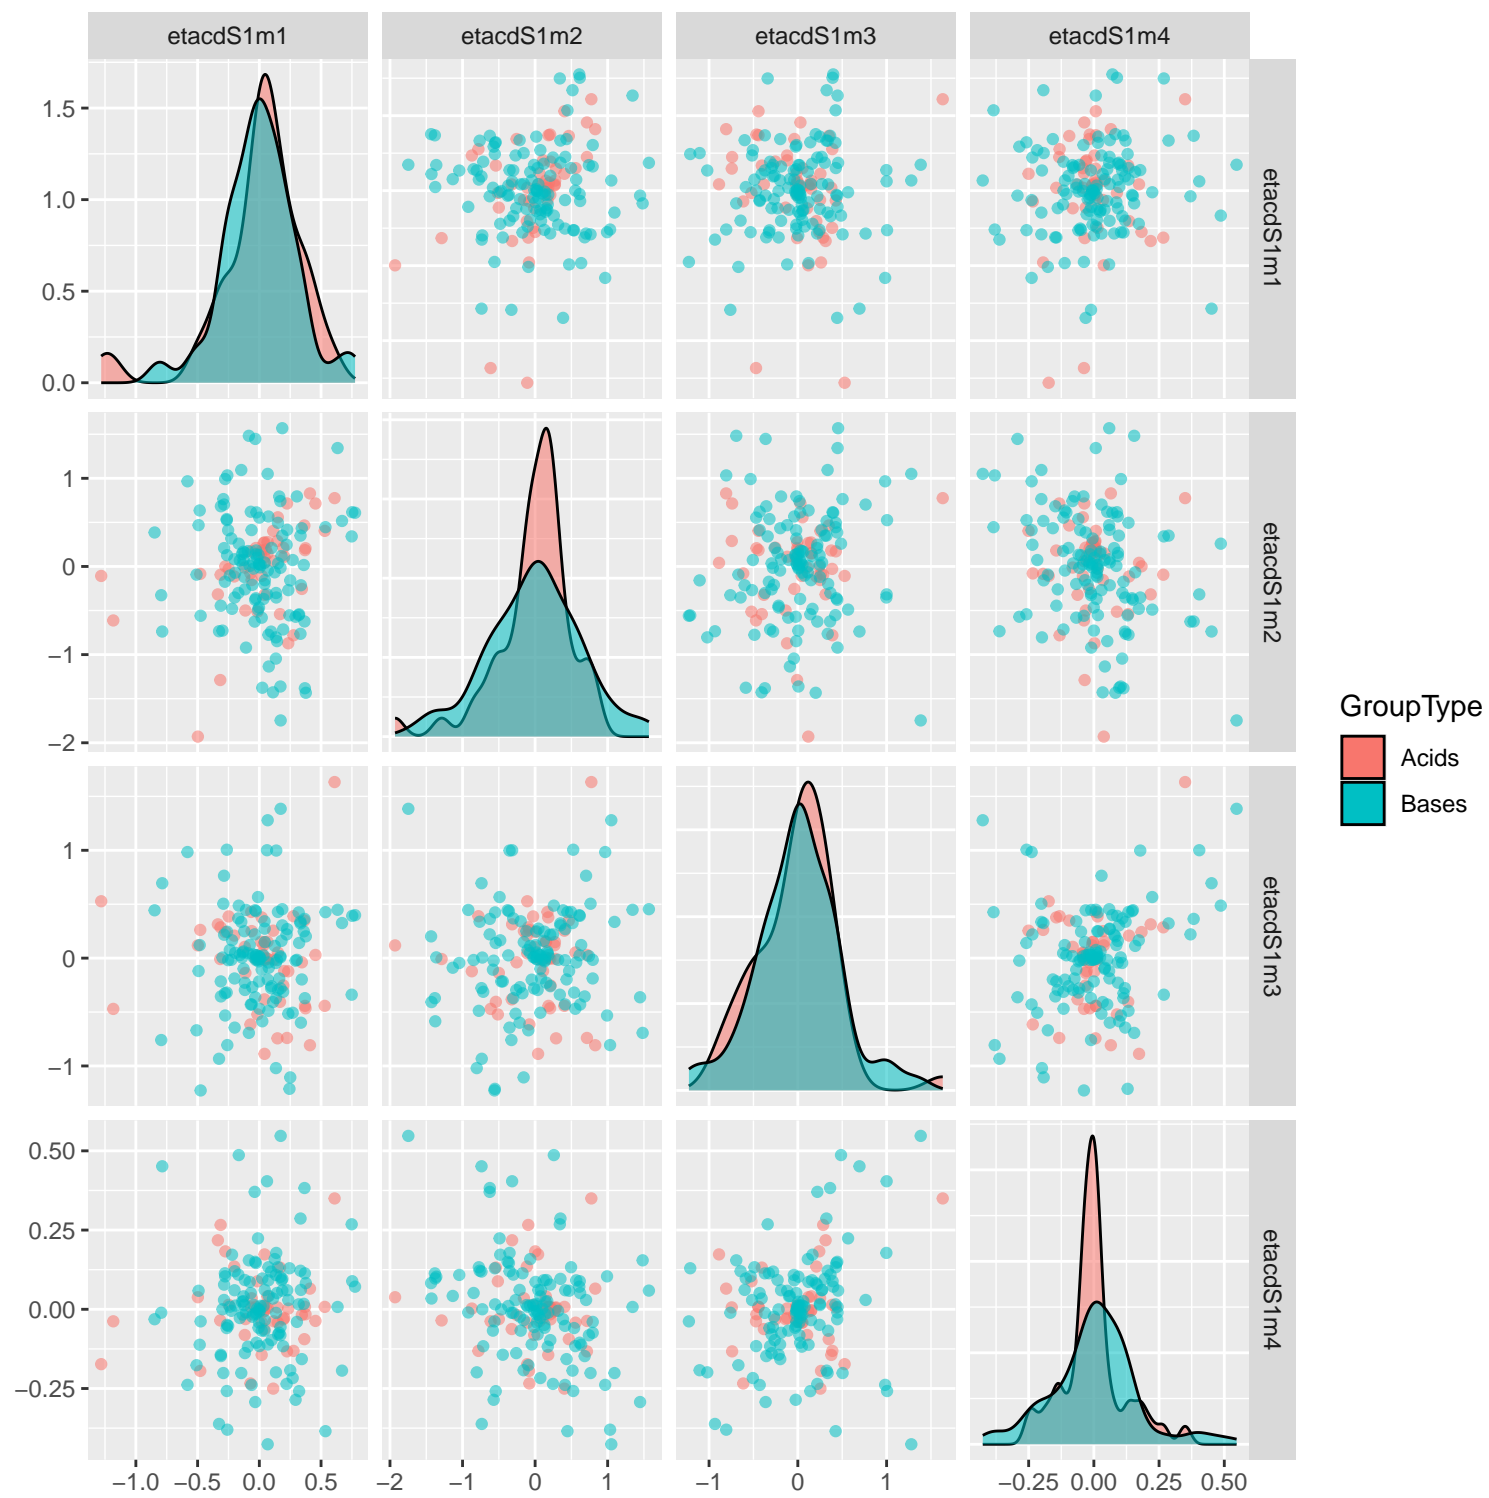 etacdS1m1 etacdS1m2 etacdS1m3 etacdS1m4
1.5
1.0
0.5
0.0
etacdS1m1
1
0
−1
−2
etacdS1m2
1
0
−1
etacdS1m3
0.50
0.25
0.00
−0.25
etacdS1m4
−1.0 −0.5 0.0 0.5 −2 −1 0 1 −1 0 1 −0.25 0.00 0.25 0.50
GroupType
Acids
Bases